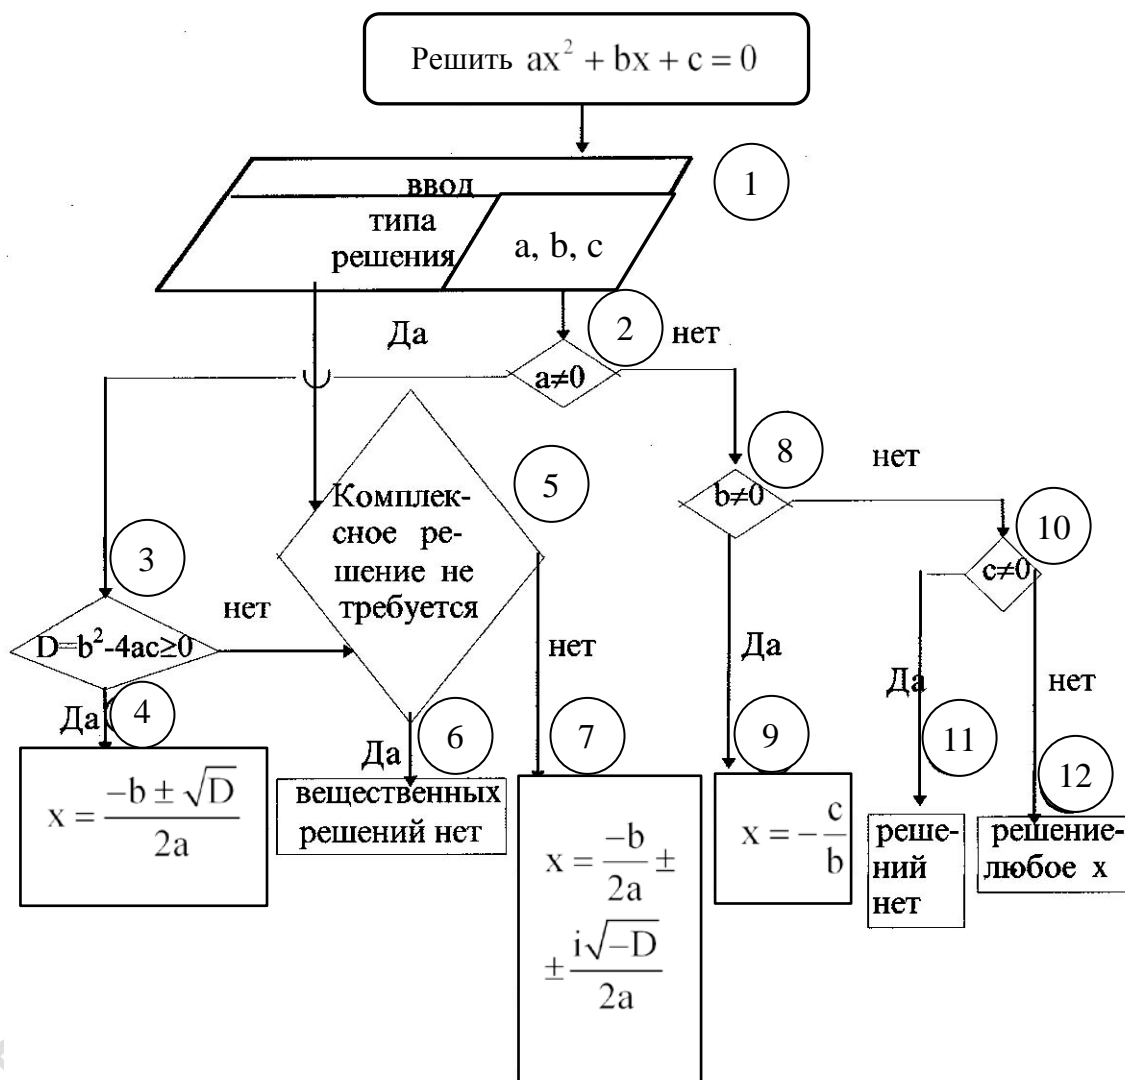 Решить ax² + bx + c = 0
1
ввод
типа
решения
a, b, c
2
Да
нет
a≠0
8
нет
b≠0
5
Комплек-
сное ре-
шение не
требуется
10
c≠0
3
нет
D=b²-4ac≥0
нет
Да
Да
нет
4
Да
6
Да
7
9
11
12
x = (-b ± √D)/2a
вещественных
решений нет
x = -b/2a ±
± i√-D/2a
x = -c/b
реше-
ний
нет
решение-
любое x